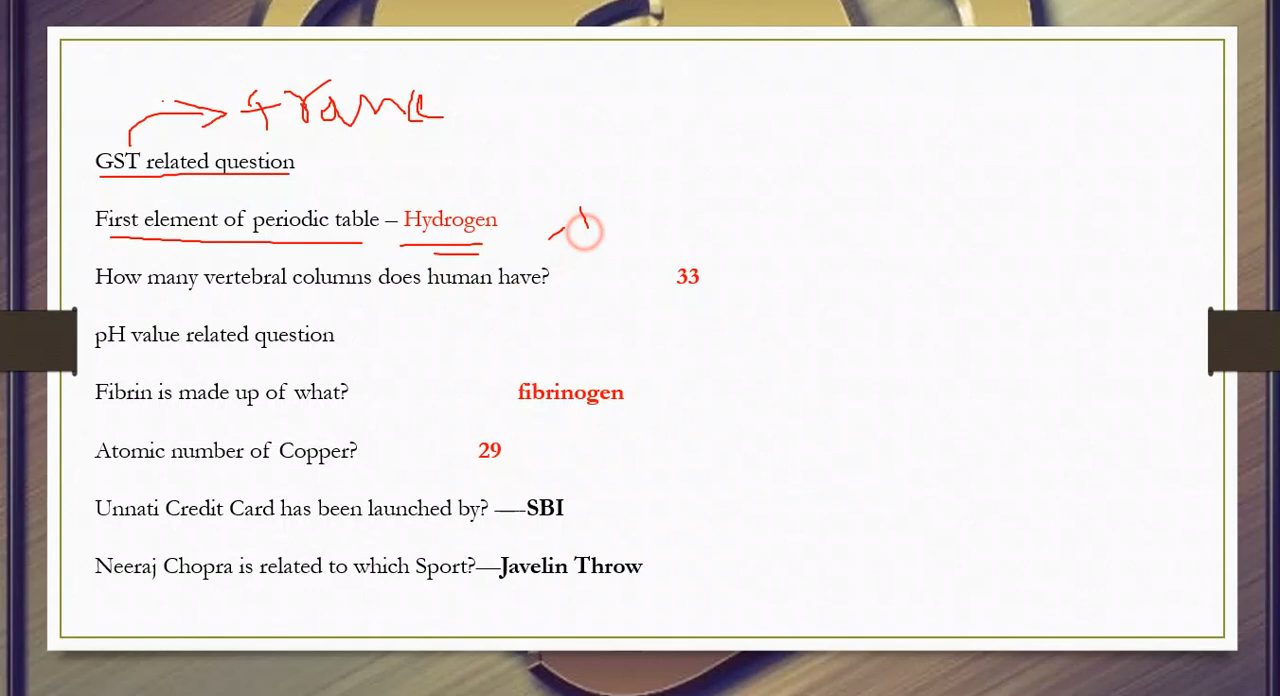 France
GST related question
First element of periodic table – Hydrogen
How many vertebral columns does human have? 33
pH value related question
Fibrin is made up of what? fibrinogen
Atomic number of Copper? 29
Unnati Credit Card has been launched by? —-SBI
Neeraj Chopra is related to which Sport?—Javelin Throw